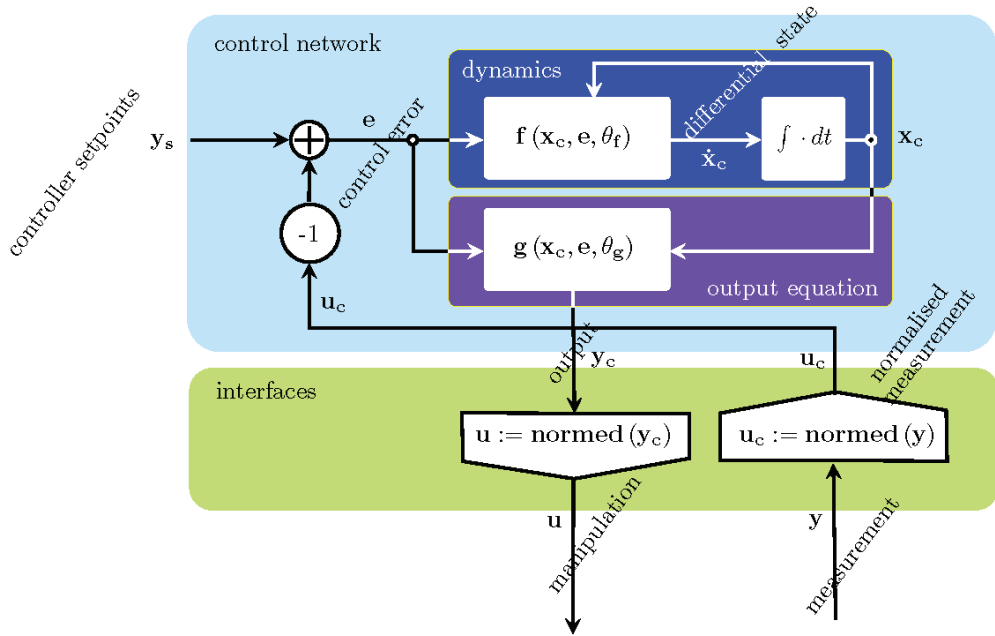 control network
dynamics
differential state
controller setpoints
y_s
e
control error
f (x_c, e, θ_f)
ẋ_c
∫ · dt
x_c
-1
g (x_c, e, θ_g)
output equation
u_c
output
y_c
u_c
normalised
measurement
interfaces
u := normed (y_c)
u_c := normed (y)
u
manipulation
y
measurement